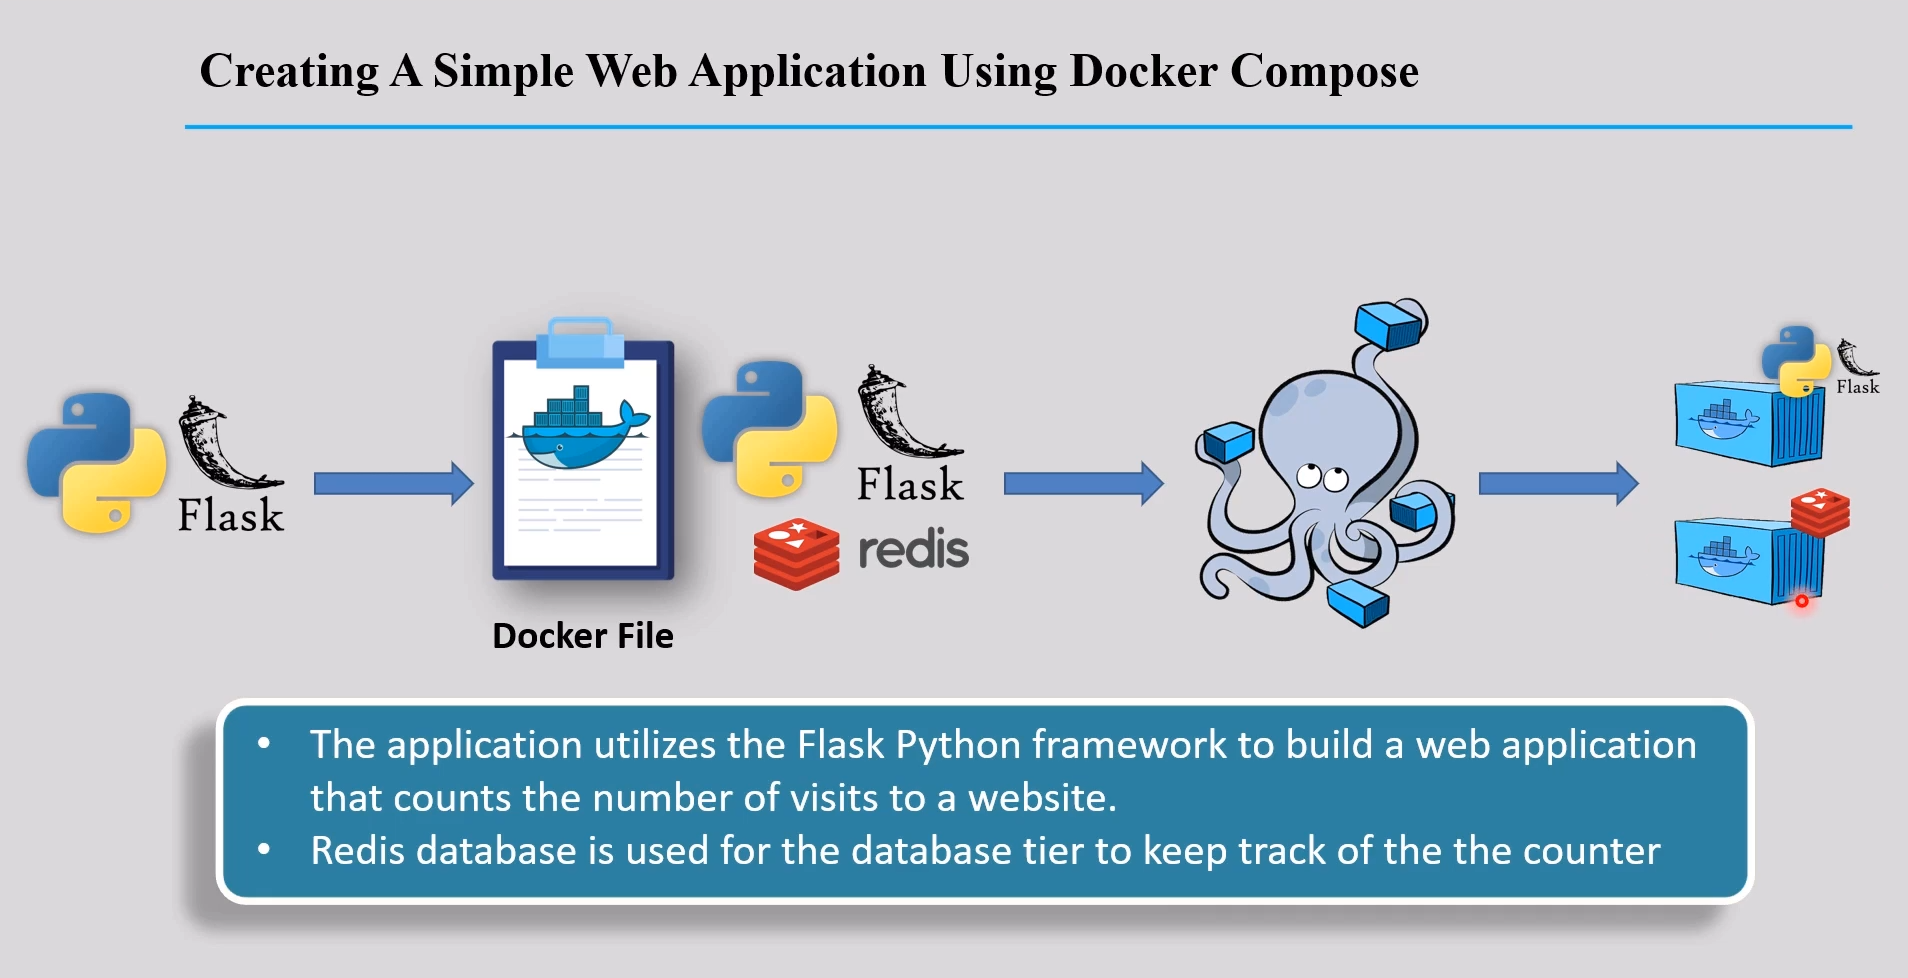 Creating A Simple Web Application Using Docker Compose
Flask
Flask
redis
Flask
Docker File
• The application utilizes the Flask Python framework to build a web application
that counts the number of visits to a website.
• Redis database is used for the database tier to keep track of the the counter